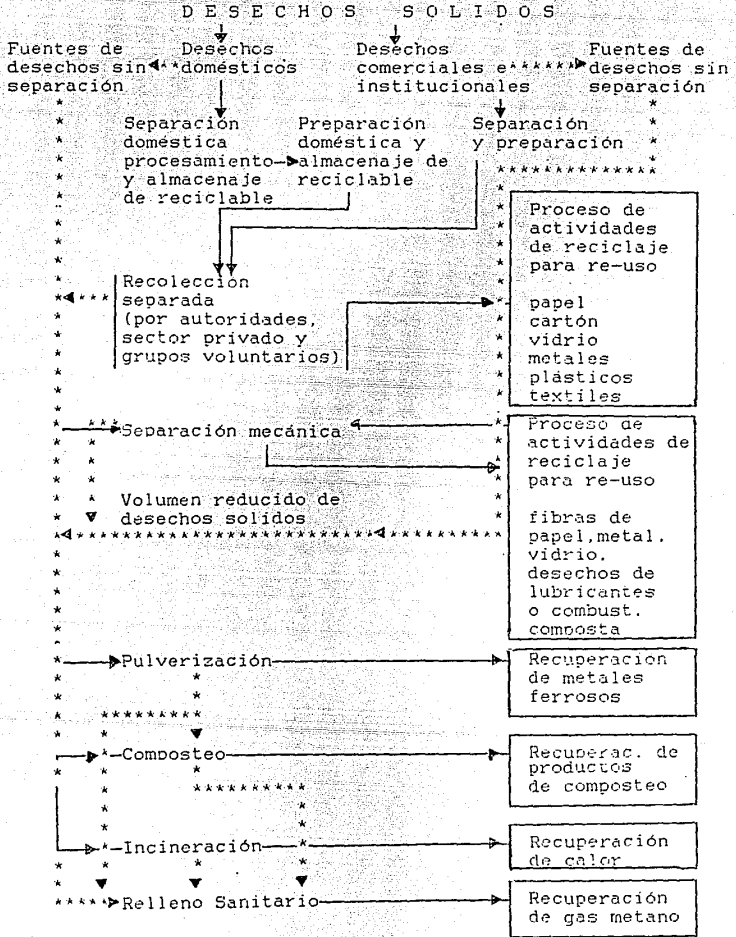 DESECHOS SOLIDOS
Fuentes de
desechos sin
separación
Desechos
domésticos
Desechos
comerciales e
institucionales
Fuentes de
desechos sin
separación
Separación
doméstica
procesamiento
y almacenaje
de reciclable
Preparación
doméstica y
almacenaje de
reciclable
Separación
y preparación
Proceso de
actividades
de reciclaje
para re-uso
papel
cartón
vidrio
metales
plásticos
textiles
Recolección
separada
(por autoridades,
sector privado y
grupos voluntarios)
Separación mecánica
Proceso de
actividades de
reciclaje
para re-uso
fibras de
papel,metal.
vidrio.
desechos de
lubricantes
o combust.
composta
Volumen reducido de
desechos solidos
Pulverización
Recuperacion
de metales
ferrosos
Composteo
Recuperac. de
productos
de composteo
Incineración
Recuperación
de calor
Relleno Sanitario
Recuperación
de gas metano